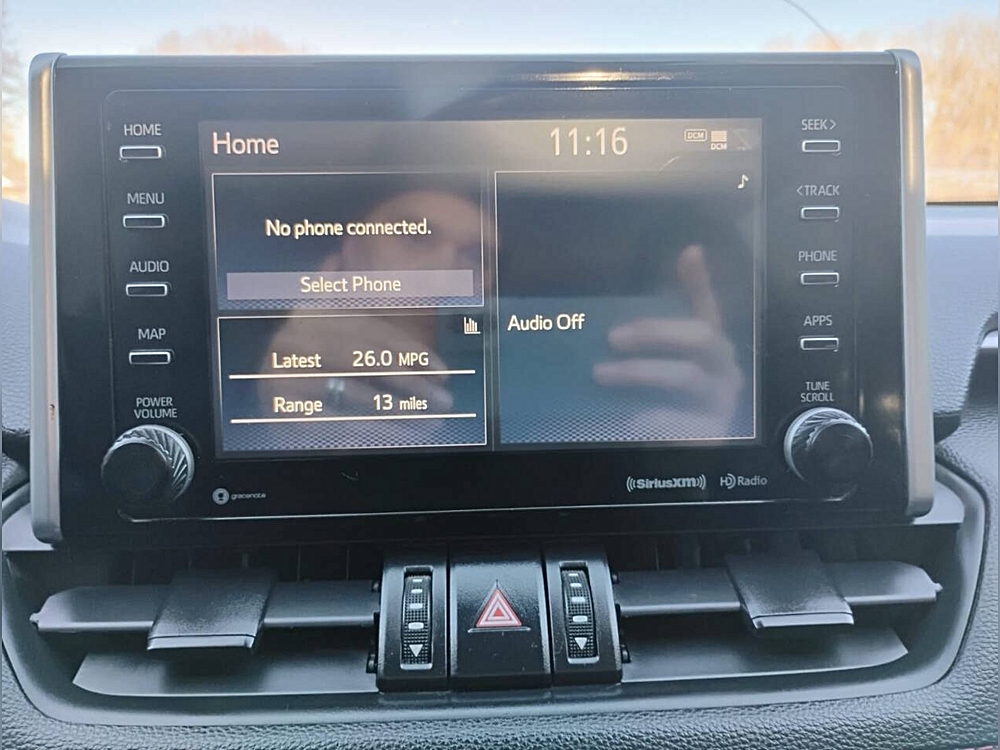 HOME
MENU
AUDIO
MAP
POWER
VOLUME
Home 11:16 DCM
DCM
No phone connected.
Select Phone
Latest 26.0 MPG
Range 13 miles
Audio Off
SEEK >
< TRACK
PHONE
APPS
TUNE
SCROLL
gracenote
((SiriusXM))
HD Radio